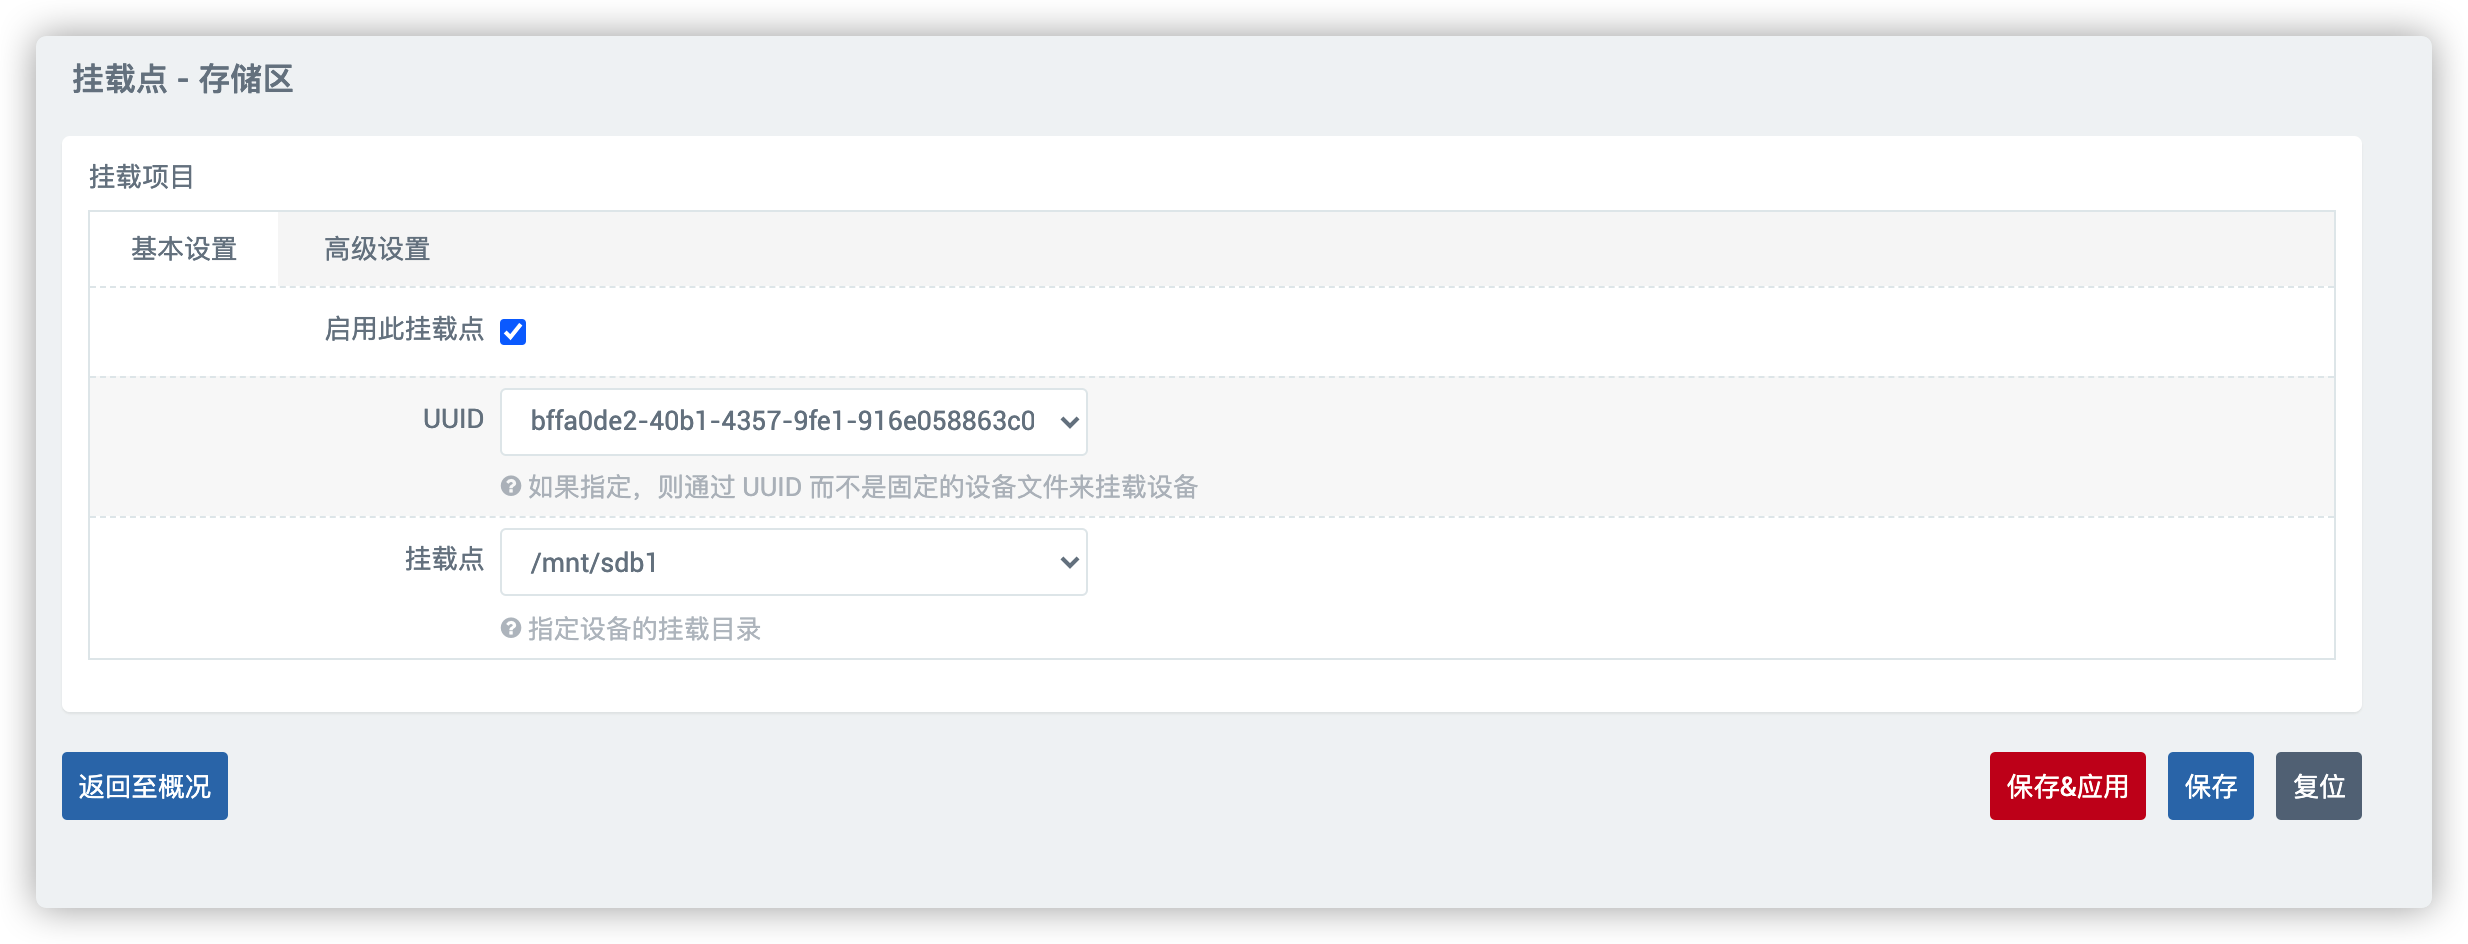 挂载点 - 存储区
挂载项目
基本设置
高级设置
启用此挂载点
UUID
bffa0de2-40b1-4357-9fe1-916e058863c0
如果指定，则通过 UUID 而不是固定的设备文件来挂载设备
挂载点
/mnt/sdb1
指定设备的挂载目录
返回至概况
保存&应用
保存
复位